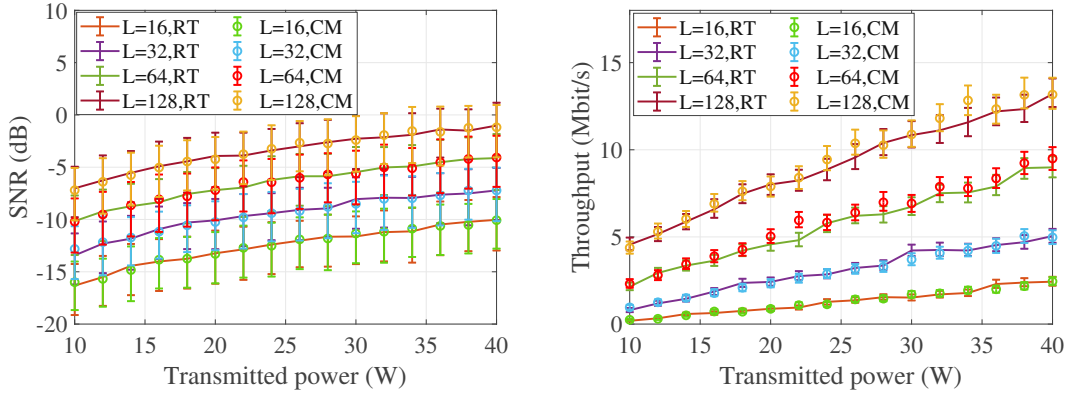 L=16,RT L=16,CM
L=32,RT L=32,CM
L=64,RT L=64,CM
L=128,RT L=128,CM
SNR (dB)
5
0
-5
-10
-15
-20
10 15 20 25 30 35 40
Transmitted power (W)
L=16,RT L=16,CM
L=32,RT L=32,CM
L=64,RT L=64,CM
L=128,RT L=128,CM
Throughput (Mbit/s)
15
10
5
0
10 15 20 25 30 35 40
Transmitted power (W)